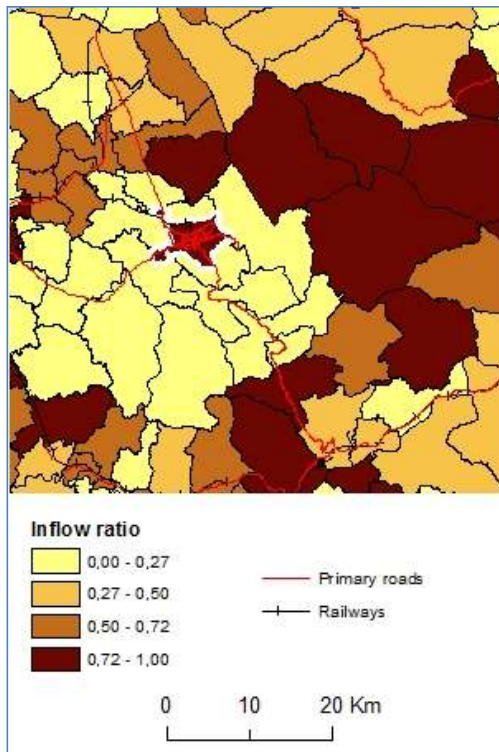 Inflow ratio
0,00 - 0,27
0,27 - 0,50
0,50 - 0,72
0,72 - 1,00
Primary roads
Railways
0 10 20 Km